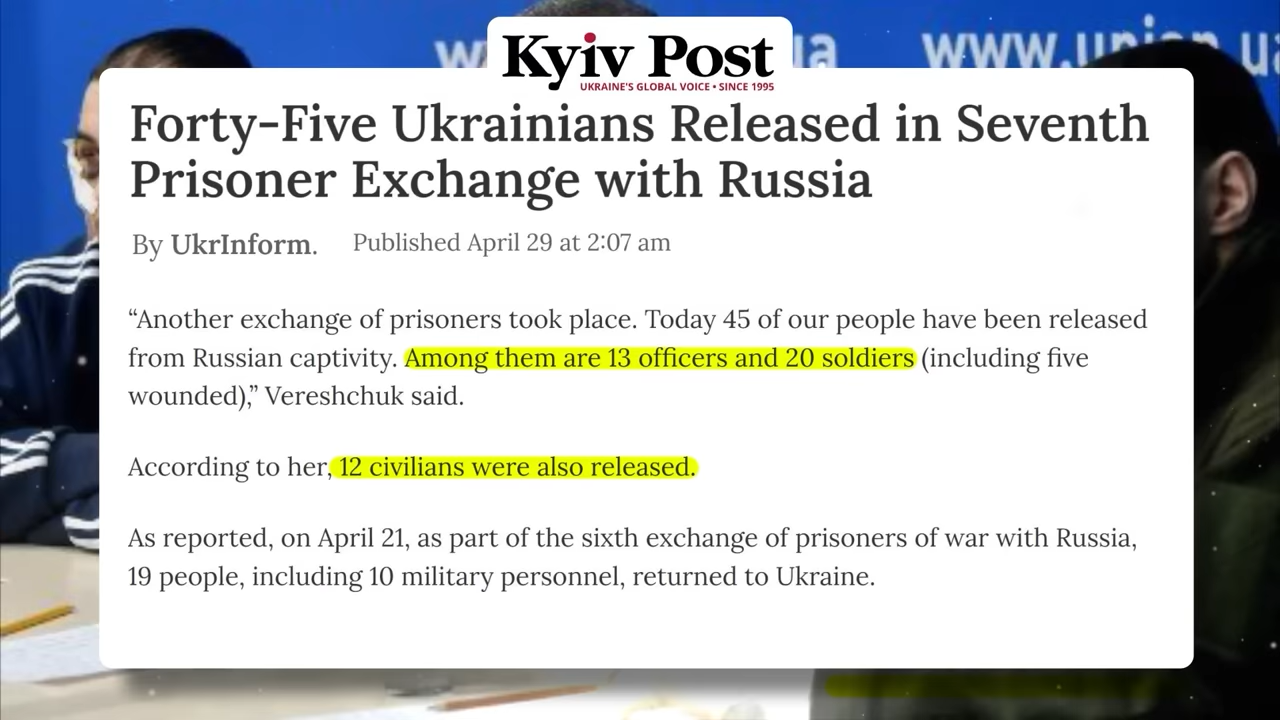 Kyiv Post
UKRAINE'S GLOBAL VOICE • SINCE 1995
www.unian.ua
Forty-Five Ukrainians Released in Seventh
Prisoner Exchange with Russia
By UkrInform. Published April 29 at 2:07 am
“Another exchange of prisoners took place. Today 45 of our people have been released
from Russian captivity. Among them are 13 officers and 20 soldiers (including five
wounded),” Vereshchuk said.
According to her, 12 civilians were also released.
As reported, on April 21, as part of the sixth exchange of prisoners of war with Russia,
19 people, including 10 military personnel, returned to Ukraine.